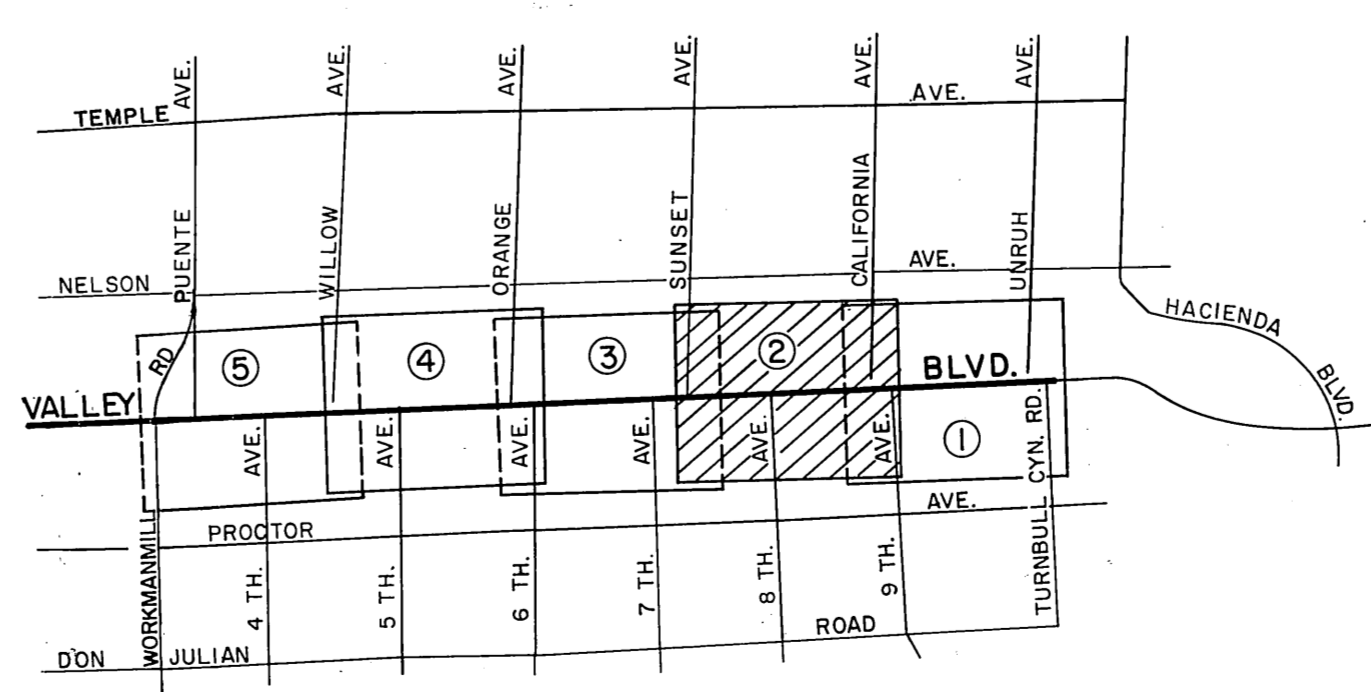 TEMPLE AVE.
PUENTE AVE.
WILLOW AVE.
ORANGE AVE.
SUNSET AVE.
CALIFORNIA AVE.
UNRUH AVE.
NELSON AVE.
HACIENDA BLVD.
RD
VALLEY BLVD.
⑤
④
③
②
①
WORKMANMILL
4 TH. AVE.
5 TH. AVE.
6 TH. AVE.
7 TH. AVE.
8 TH. AVE.
9 TH. AVE.
TURNBULL CYN. RD.
PROCTOR AVE.
DON JULIAN ROAD